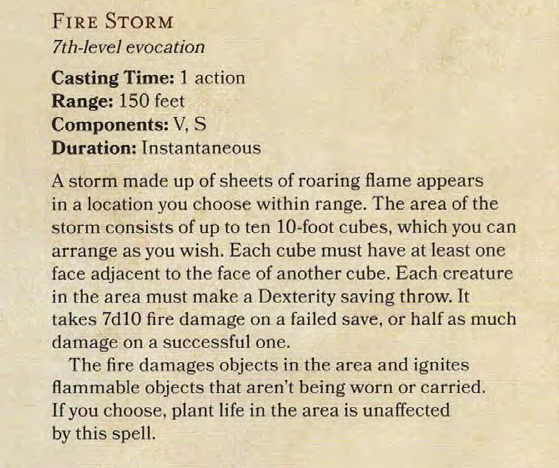 Fire Storm
7th-level evocation
Casting Time: 1 action
Range: 150 feet
Components: V, S
Duration: Instantaneous
A storm made up of sheets of roaring flame appears
in a location you choose within range. The area of the
storm consists of up to ten 10-foot cubes, which you can
arrange as you wish. Each cube must have at least one
face adjacent to the face of another cube. Each creature
in the area must make a Dexterity saving throw. It
takes 7d10 fire damage on a failed save, or half as much
damage on a successful one.
The fire damages objects in the area and ignites
flammable objects that aren't being worn or carried.
If you choose, plant life in the area is unaffected
by this spell.